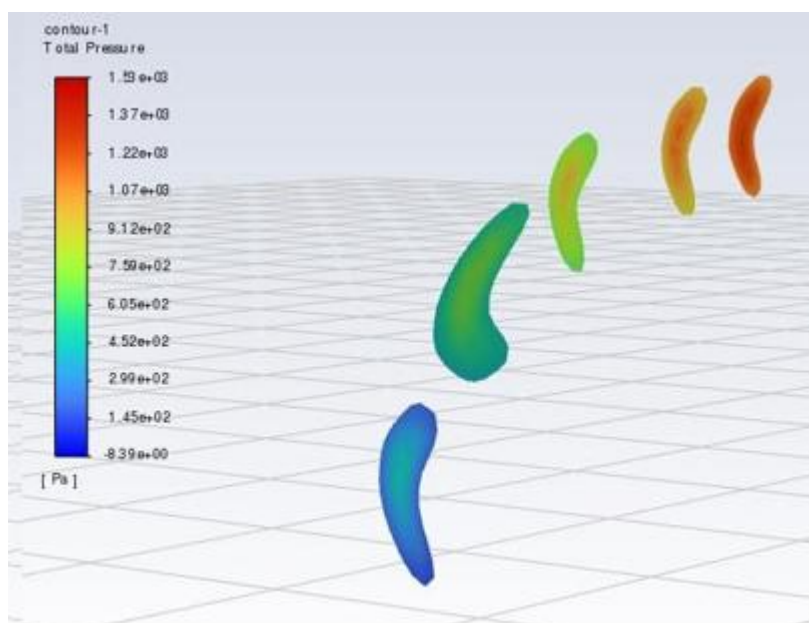 contour-1
Total Pressure
1.53e+03
1.37e+03
1.22e+03
1.07e+03
9.12e+02
7.59e+02
6.05e+02
4.52e+02
2.99e+02
1.45e+02
-8.39e+00
[ Pa ]